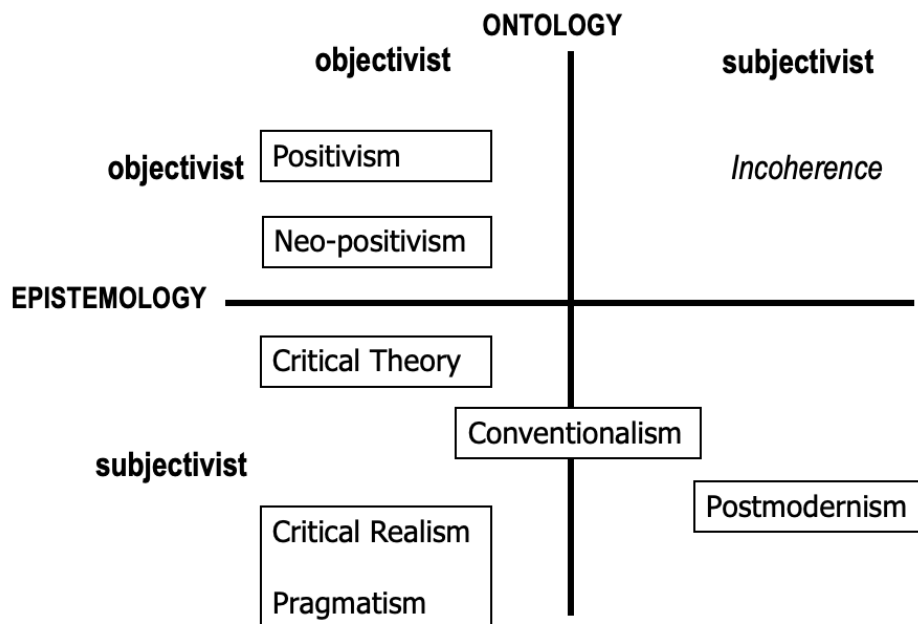 ONTOLOGY
objectivist
subjectivist
objectivist
Positivism
Incoherence
Neo-positivism
EPISTEMOLOGY
Critical Theory
Conventionalism
subjectivist
Postmodernism
Critical Realism
Pragmatism